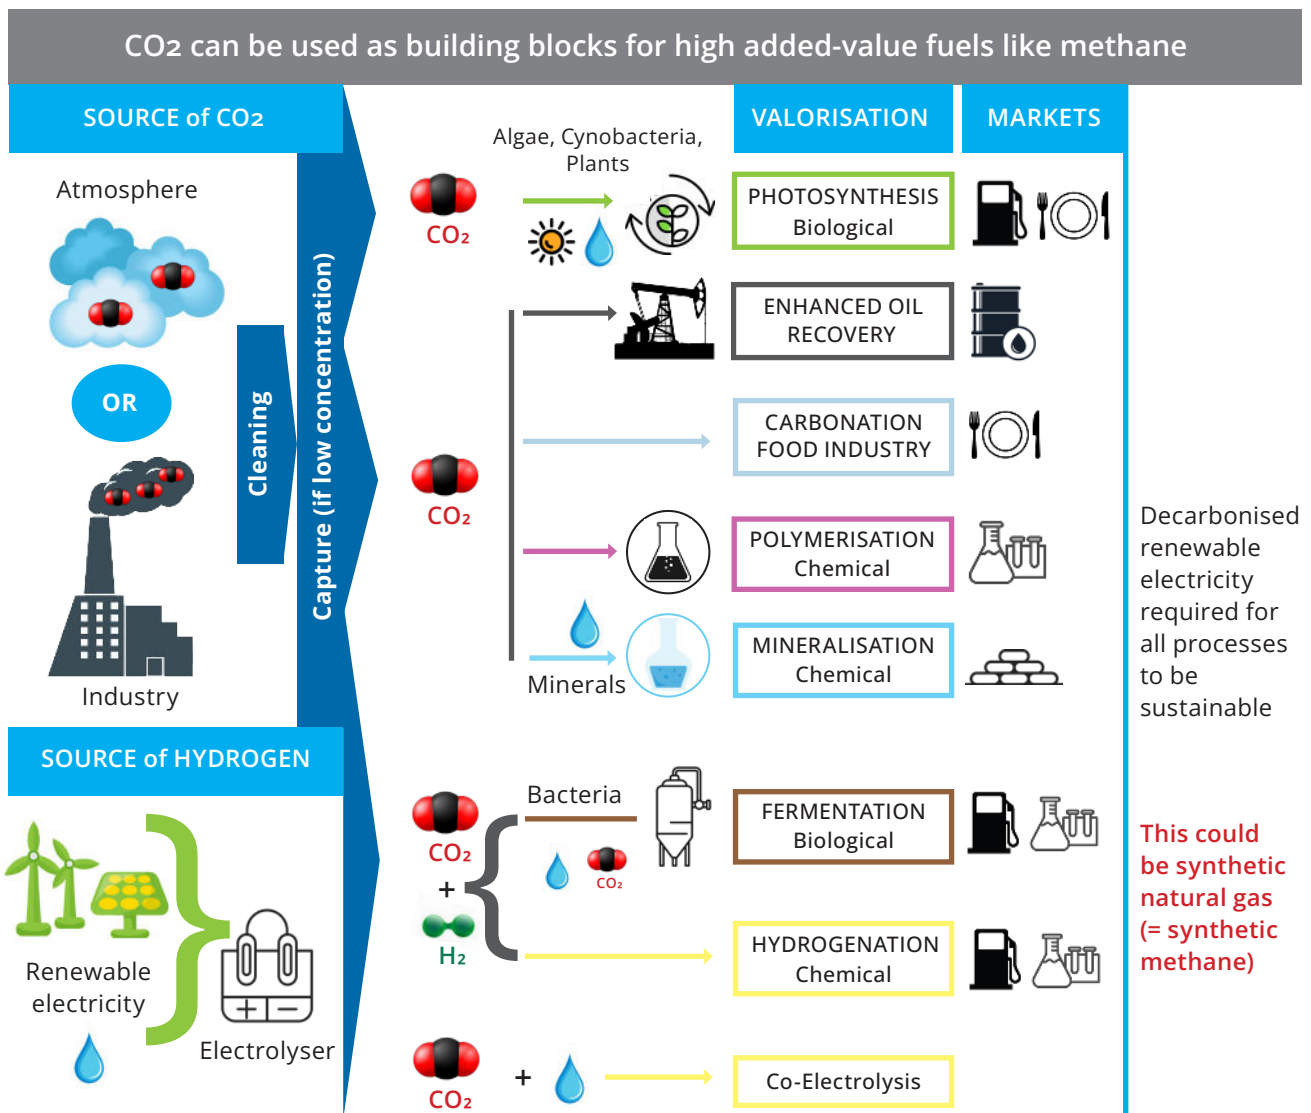 CO2 can be used as building blocks for high added-value fuels like methane
SOURCE of CO2
VALORISATION
MARKETS
Atmosphere
OR
Industry
Cleaning
Capture (if low concentration)
CO2
Algae, Cynobacteria,
Plants
PHOTOSYNTHESIS
Biological
ENHANCED OIL
RECOVERY
CARBONATION
FOOD INDUSTRY
CO2
POLYMERISATION
Chemical
Minerals
MINERALISATION
Chemical
Decarbonised
renewable
electricity
required for
all processes
to be
sustainable
SOURCE of HYDROGEN
Renewable
electricity
+ −
Electrolyser
CO2
+
H2
Bacteria
CO2
FERMENTATION
Biological
HYDROGENATION
Chemical
This could
be synthetic
natural gas
(= synthetic
methane)
CO2
+
Co-Electrolysis